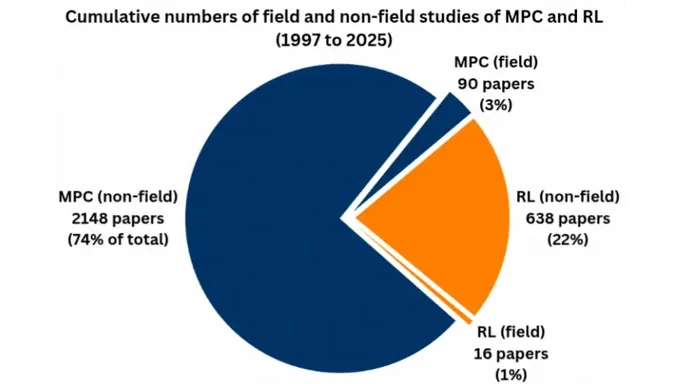 Cumulative numbers of field and non-field studies of MPC and RL
(1997 to 2025)
MPC (field)
90 papers
(3%)
MPC (non-field)
2148 papers
(74% of total)
RL (non-field)
638 papers
(22%)
RL (field)
16 papers
(1%)